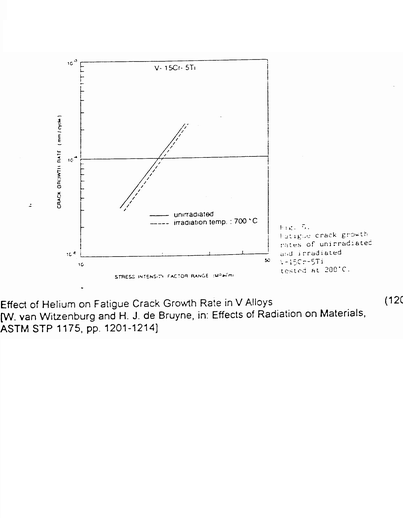 V-15Cr-5Ti
10⁻³
10⁻⁴
10⁻⁵
CRACK GROWTH RATE (mm/cycle)
unirradiated
irradiation temp. : 700 °C
10
50
STRESS INTENSITY FACTOR RANGE (MPa√m)
Fig. 5.
Fatigue crack growth
rates of unirradiated
and irradiated
V-15Cr-5Ti
tested at 200°C.
Effect of Helium on Fatigue Crack Growth Rate in V Alloys
(120
[W. van Witzenburg and H. J. de Bruyne, in: Effects of Radiation on Materials,
ASTM STP 1175, pp. 1201-1214]